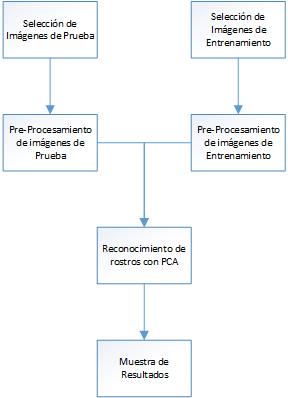 Selección de
Imágenes de Prueba
Selección de
Imágenes de
Entrenamiento
Pre-Procesamiento
de imágenes de
Prueba
Pre-Procesamiento
de imágenes de
Entrenamiento
Reconocimiento de
rostros con PCA
Muestra de
Resultados